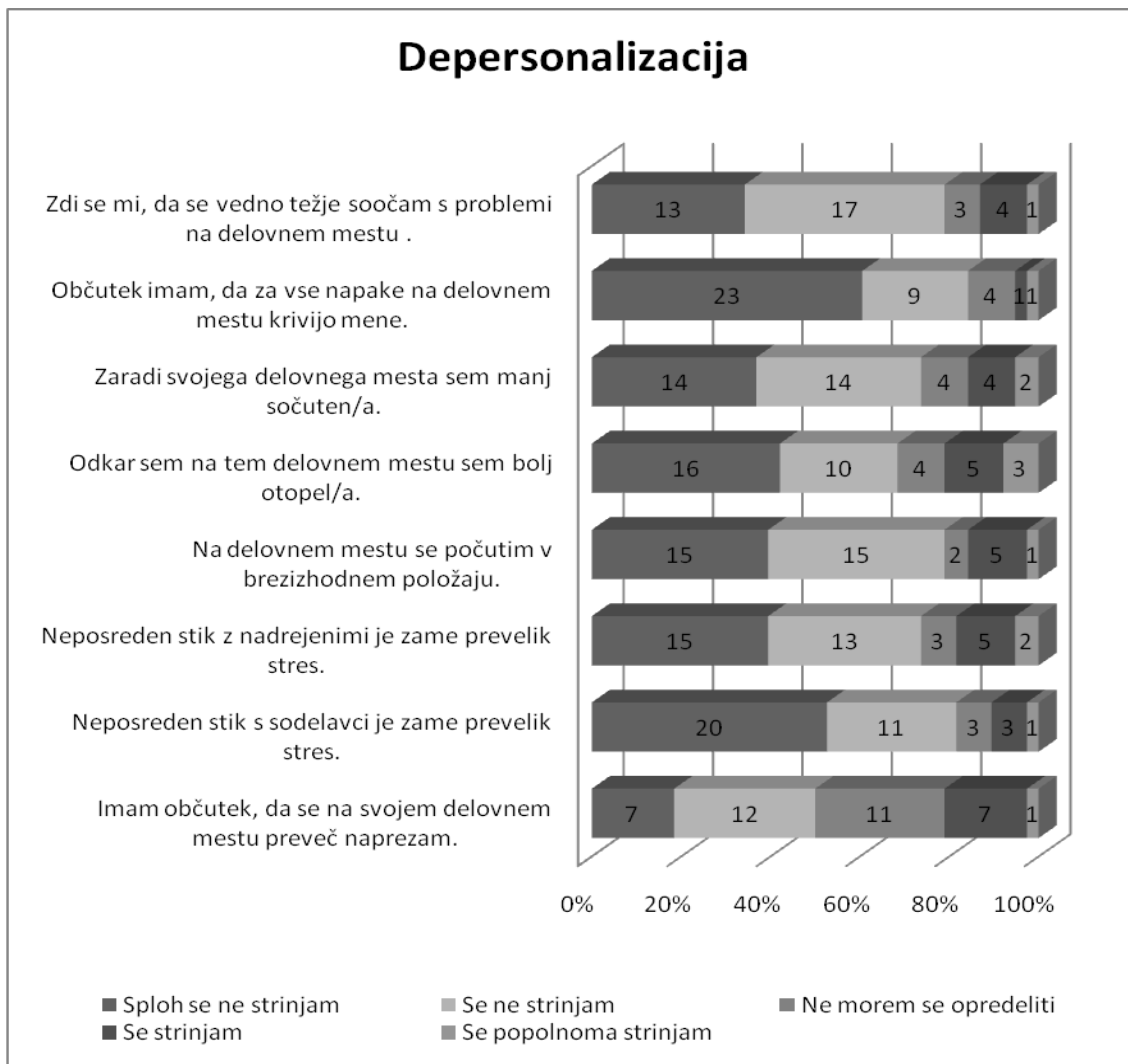 Depersonalizacija
Zdi se mi, da se vedno težje soočam s problemi
na delovnem mestu .
13 17 3 4 1
Občutek imam, da za vse napake na delovnem
mestu krivijo mene.
23 9 4 1 1
Zaradi svojega delovnega mesta sem manj
sočuten/a.
14 14 4 4 2
Odkar sem na tem delovnem mestu sem bolj
otopel/a.
16 10 4 5 3
Na delovnem mestu se počutim v
brezizhodnem položaju.
15 15 2 5 1
Neposreden stik z nadrejenimi je zame prevelik
stres.
15 13 3 5 2
Neposreden stik s sodelavci je zame prevelik
stres.
20 11 3 3 1
Imam občutek, da se na svojem delovnem
mestu preveč naprezam.
7 12 11 7 1
0% 20% 40% 60% 80% 100%
Sploh se ne strinjam Se ne strinjam Ne morem se opredeliti
Se strinjam Se popolnoma strinjam